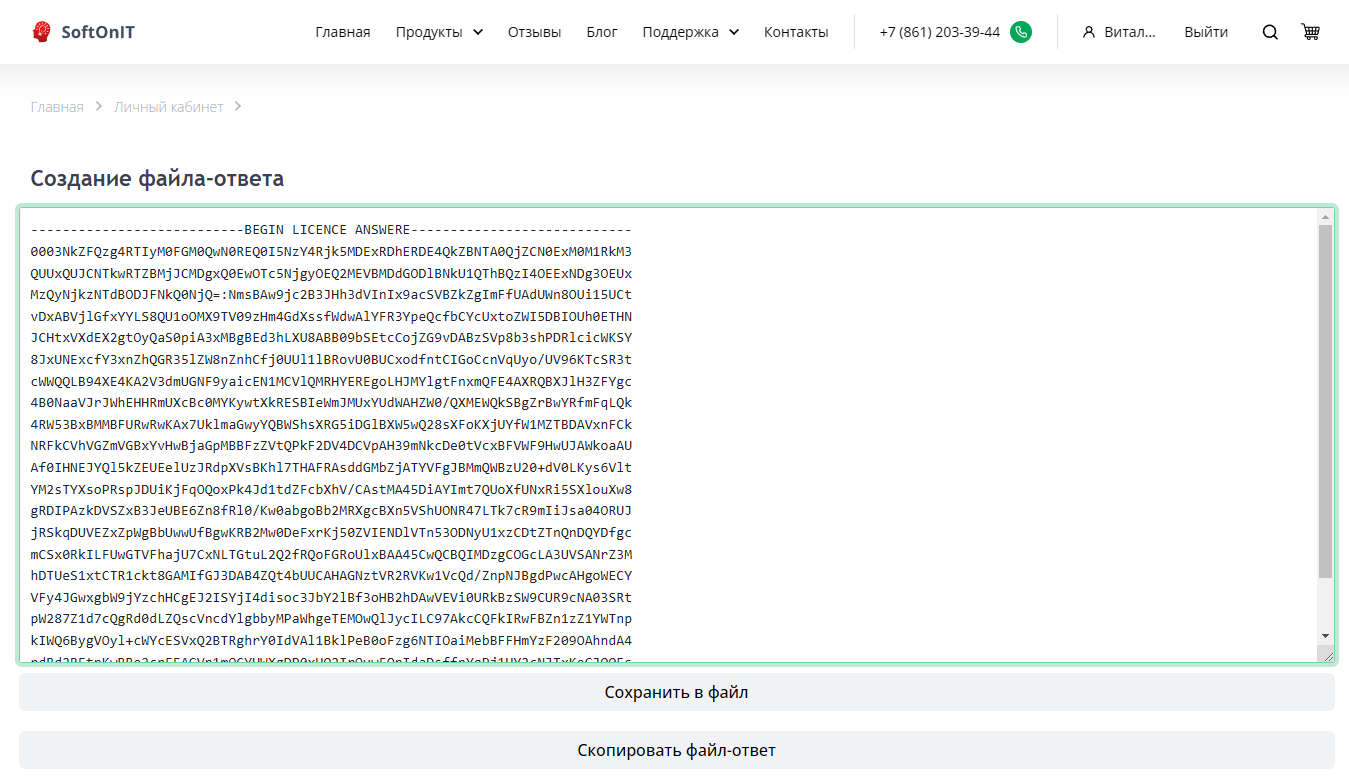 SoftOnIT
Главная Продукты Отзывы Блог Поддержка Контакты +7 (861) 203-39-44 Витал... Выйти
Главная Личный кабинет
Создание файла-ответа
---------------------------BEGIN LICENCE ANSWERE----------------------------
0003NkZFQzg4RTIyM0FGM0QwN0REQ0I5NzY4Rjk5MDExRDhERDE4QkZBNTA0QjZCN0ExM0M1RkM3
QUUxQUJCNTkwRTZBMjJCMDgxQ0EwOTc5NjgyOEQ2MEVBMDdGODlBNkU1QThBQzI4OEExNDg3OEUx
MzQyNjkzNTdBODJFNkQ0NjQ=:NmsBAw9jc2B3JHh3dVInIx9acSVBZkZgImFfUAdUWn8OUi15UCt
vDxABVjlGfxYYLS8QU1oOMX9TV09zHm4GdXssfWdwAlYFR3YpeQcfbCYcUxtoZWI5DBIOUh0ETHN
JCHtxVXdEX2gtOyQaS0piA3xMBgBEd3hLXU8ABB09bSEtcCojZG9vDABzSVp8b3shPDRlcicWKSY
8JxUNExcfY3xnZhQGR35lZW8nZnhCfj0UUl1lBRovU0BUCxodfntCIGoCcnVqUyo/UV96KTcSR3t
cWWQQLB94XE4KA2V3dmUGNF9yaicEN1MCVlQMRHYEREgoLHJMYlgtFnxmQFE4AXRQBXJlH3ZFYgc
4B0NaaVJrJWhEHHRmUXcBc0MYKywtXkRESBIeWmJMUxYUdWAHZW0/QXMEWQkSBgZrBwYRfmFqLQk
4RW53BxBMMBFURwRwKAx7UklmaGwyYQBWShsXRG5iDGlBXW5wQ28sXFoKXjUYfW1MZTBDAVxnFCk
NRFkCVhVGZmVGBxYvHwBjaGpMBBFzZVtQPkF2DV4DCVpAH39mNkcDe0tVcxBFVWF9HwUJAWkoaAU
Af0IHNEJYQl5kZEUEelUzJRdpXVsBKhl7THAFRAsddGMbZjATYVFgJBMmQWBzU20+dV0LKys6Vlt
YM2sTYXsoPRspJDUiKjFqOQoxPk4Jd1tdZFcbXhV/CAstMA45DiAYImt7QUoXfUNxRi5SXlouXw8
gRDIPAzkDVSZxB3JeUBE6Zn8fRl0/Kw0abgoBb2MRXgcBXn5VShUONR47LTk7cR9mIiJsa04ORUJ
jRSkqDUVEZxZpWgBbUwwUfBgwKRB2Mw0DeFxrKj50ZVIENDlVTn53ODNyU1xzCDtZTnQnDQYDfgc
mCSx0RkILFUwGTVFhajU7CxNLTGtuL2Q2fRQoFGRoUlxBAA45CwQCBQIMDzgCOGcLA3UVSANrZ3M
hDTUeS1xtCTR1ckt8GAMIfGJ3DAB4ZQt4bUUCAHAGNztVR2RVKw1VcQd/ZnpNJBgdPwcAHgoWECY
VFy4JGwxgbW9jYzchHCgEJ2ISYjI4disoc3JbY2lBf3oHB2hDAwVEVi0URkBzSW9CUR9cNA03SRt
pW287Z1d7cQgRd0dLZQscVncdYlgbbyMPaWhgeTEMOwQlJycILC97AkcCQFkIRwFBZn1zZ1YWTnp
kIWQ6BygVOyl+cWYcESVxQ2BTRghrY0IdVAl1BklPeB0oFzg6NTIOaiMebBFFHmYzF209OAhndA4
Сохранить в файл
Скопировать файл-ответ